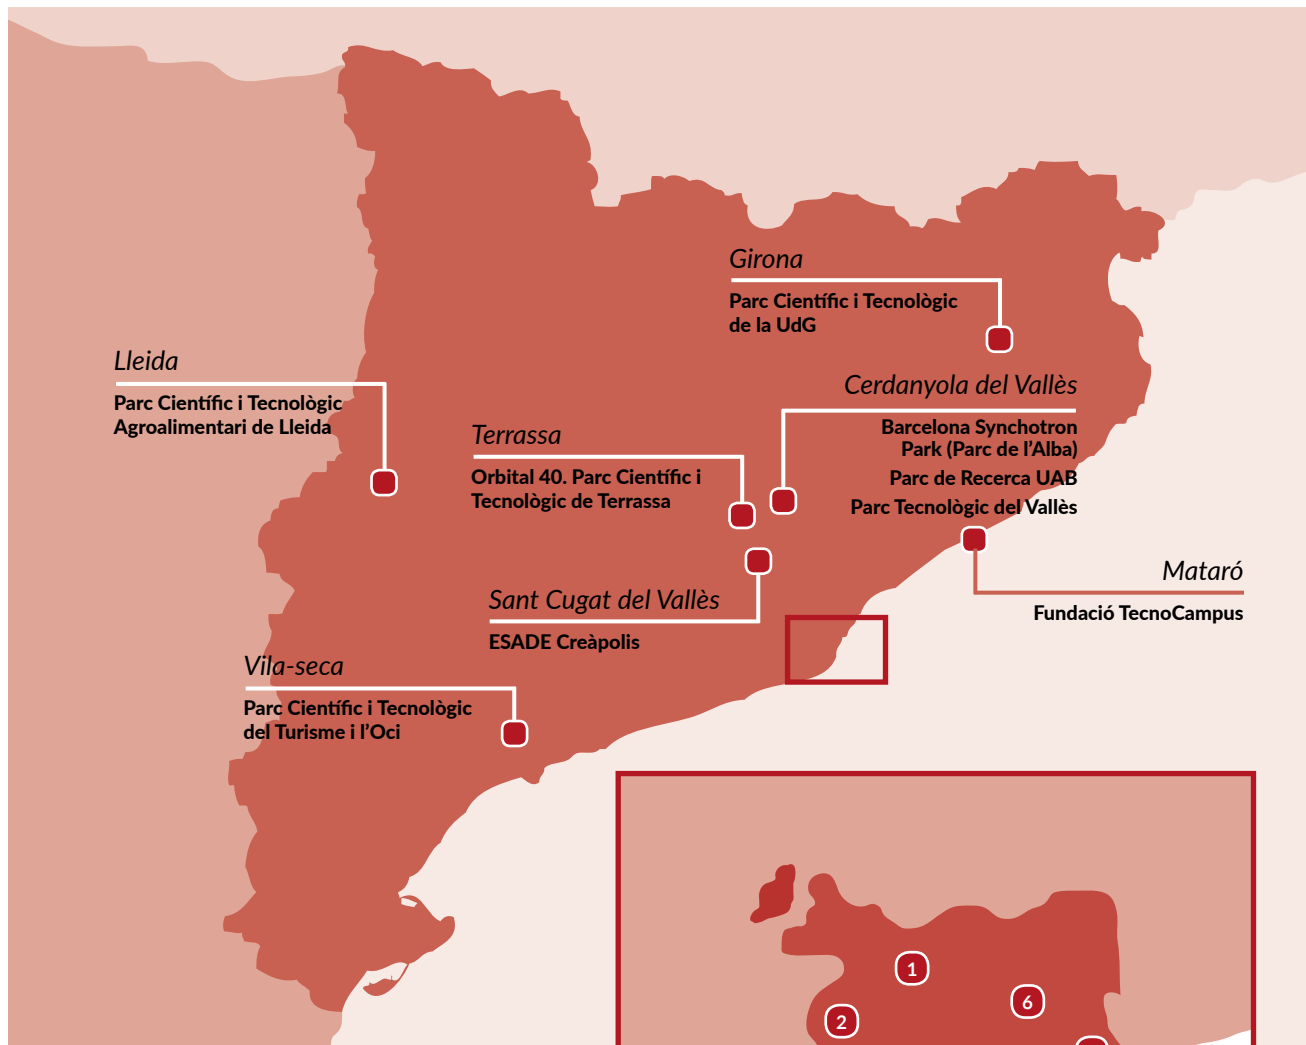 Girona
Parc Científic i Tecnològic
de la UdG
Lleida
Parc Científic i Tecnològic
Agroalimentari de Lleida
Cerdanyola del Vallès
Barcelona Synchotron
Park (Parc de l'Alba)
Parc de Recerca UAB
Parc Tecnològic del Vallès
Terrassa
Orbital 40. Parc Científic i
Tecnològic de Terrassa
Mataró
Fundació TecnoCampus
Sant Cugat del Vallès
ESADE Creàpolis
Vila-seca
Parc Científic i Tecnològic
del Turisme i l'Oci
1
6
2